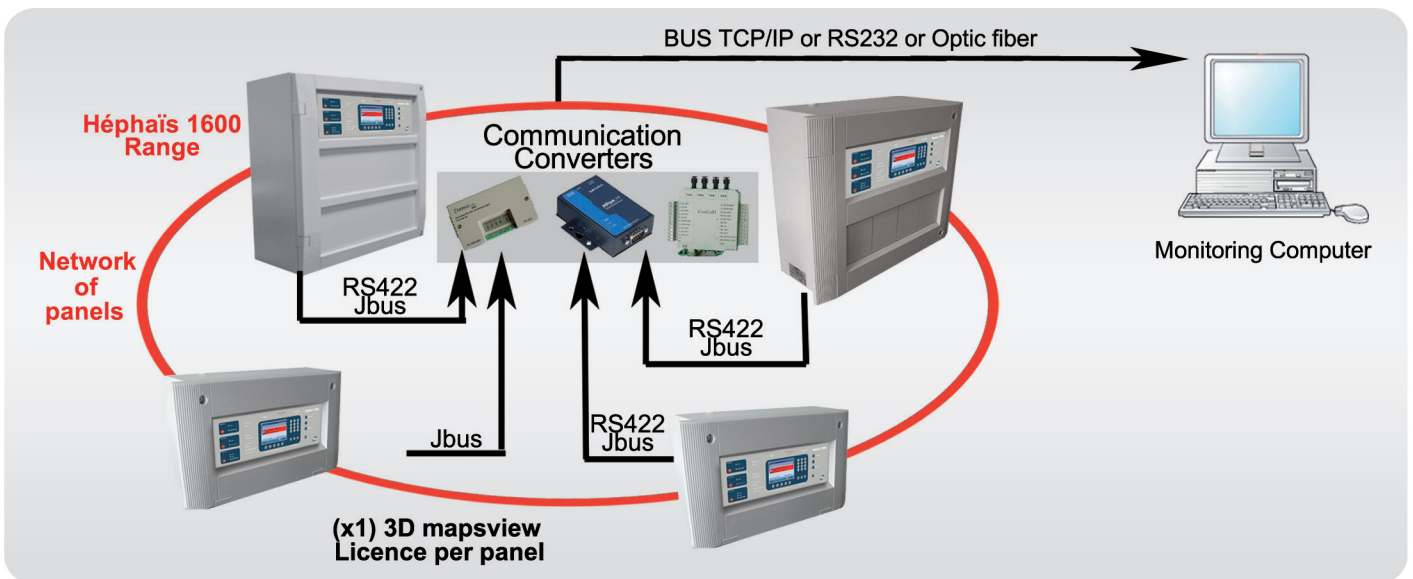 BUS TCP/IP or RS232 or Optic fiber
Héphaïs 1600
Range
Communication
Converters
Network
of
panels
Monitoring Computer
RS422
Jbus
RS422
Jbus
Jbus
RS422
Jbus
(x1) 3D mapsview
Licence per panel